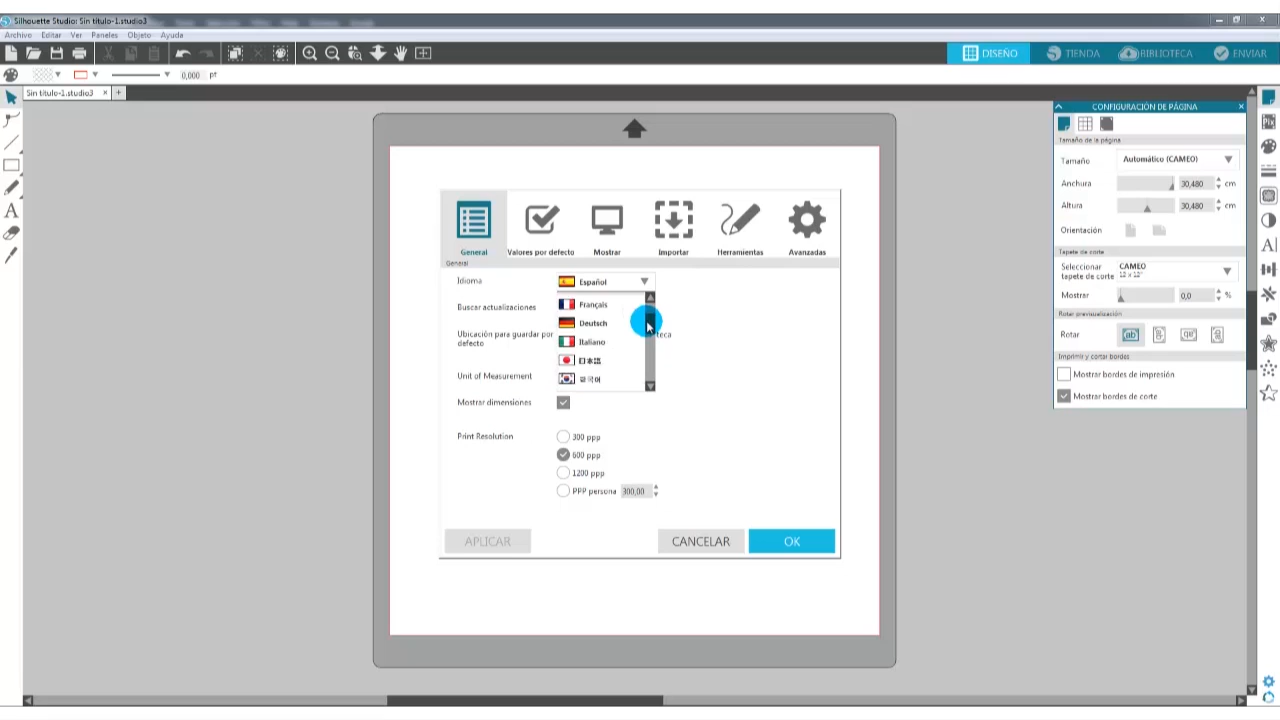 Silhouette Studio: Sin título-1.studio3
Archivo Editar Ver Paneles Objeto Ayuda
DISEÑO TIENDA BIBLIOTECA ENVIAR
0,000 pt
Sin título-1.studio3
CONFIGURACIÓN DE PÁGINA
Tamaño de la página
Tamaño Automático (CAMEO)
Anchura 30,480 cm
Altura 30,480 cm
Orientación
Tapete de corte
Seleccionar tapete de corte CAMEO
12 x 12"
Mostrar 0,0 %
Rotar previsualización
Rotar
Imprimir y cortar bordes
Mostrar bordes de impresión
Mostrar bordes de corte
General Valores por defecto Mostrar Importar Herramientas Avanzadas
General
Idioma Español
Français
Buscar actualizaciones
Deutsch
Ubicación para guardar por defecto
teca
Italiano
日本語
Unit of Measurement
한국어
Mostrar dimensiones
Print Resolution
300 ppp
600 ppp
1200 ppp
PPP persona 300,00
APLICAR CANCELAR OK